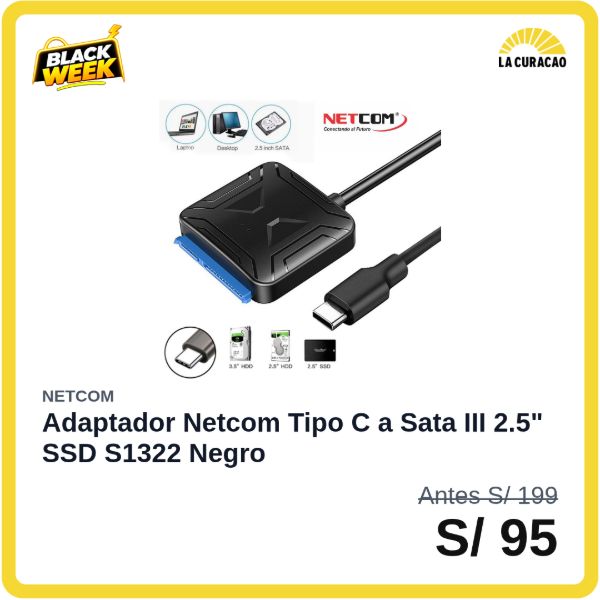 BLACK
WEEK
LA CURACAO
Laptop
Desktop
2.5 inch SATA
NETCOM®
Conectando el Futuro
3.5" HDD
2.5" HDD
2.5" SSD
NETCOM
Adaptador Netcom Tipo C a Sata III 2.5"
SSD S1322 Negro
Antes S/ 199
S/ 95